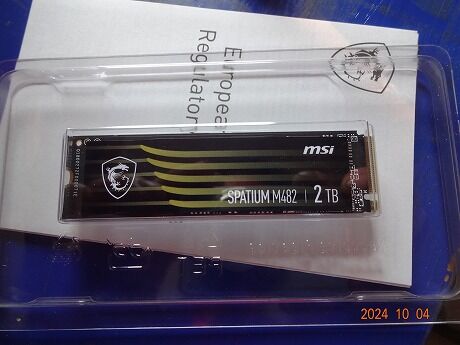 Europea
Regulator
msi
SPATIUM M482 | 2 TB
2024 10 04